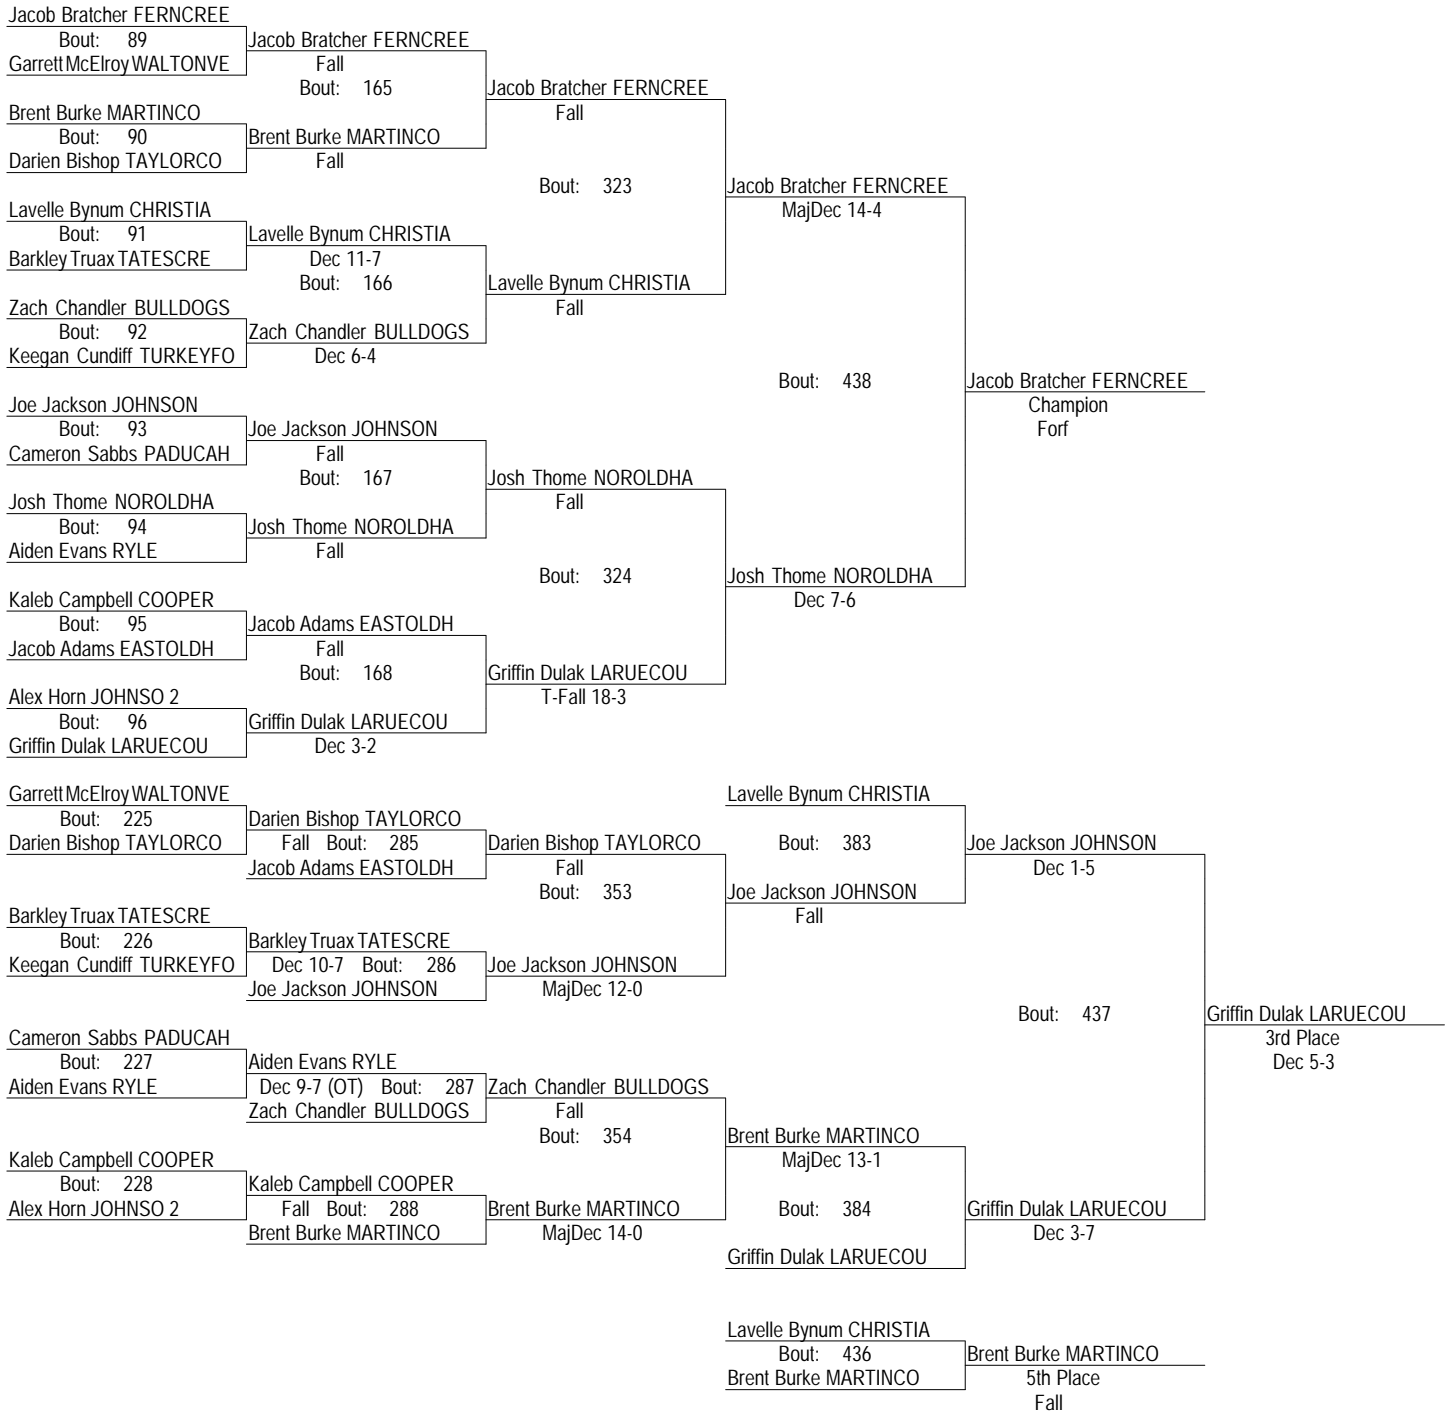 Jacob Bratcher FERNCREE
Bout: 89
Garrett McElroy WALTONVE
Brent Burke MARTINCO
Bout: 90
Darien Bishop TAYLORCO
Lavelle Bynum CHRISTIA
Bout: 91
Barkley Truax TATESCRE
Zach Chandler BULLDOGS
Bout: 92
Keegan Cundiff TURKEYFO
Joe Jackson JOHNSON
Bout: 93
Cameron Sabbs PADUCAH
Josh Thome NOROLDHA
Bout: 94
Aiden Evans RYLE
Kaleb Campbell COOPER
Bout: 95
Jacob Adams EASTOLDH
Alex Horn JOHNSO 2
Bout: 96
Griffin Dulak LARUECOU
Jacob Bratcher FERNCREE
Fall
Bout: 165
Brent Burke MARTINCO
Fall
Lavelle Bynum CHRISTIA
Dec 11-7
Bout: 166
Zach Chandler BULLDOGS
Dec 6-4
Joe Jackson JOHNSON
Fall
Bout: 167
Josh Thome NOROLDHA
Fall
Jacob Adams EASTOLDH
Fall
Bout: 168
Griffin Dulak LARUECOU
Dec 3-2
Jacob Bratcher FERNCREE
Fall
Bout: 323
Lavelle Bynum CHRISTIA
Fall
Josh Thome NOROLDHA
Fall
Bout: 324
Griffin Dulak LARUECOU
T-Fall 18-3
Jacob Bratcher FERNCREE
MajDec 14-4
Bout: 438
Josh Thome NOROLDHA
Dec 7-6
Jacob Bratcher FERNCREE
Champion
Forf
Garrett McElroy WALTONVE
Bout: 225
Darien Bishop TAYLORCO
Barkley Truax TATESCRE
Bout: 226
Keegan Cundiff TURKEYFO
Cameron Sabbs PADUCAH
Bout: 227
Aiden Evans RYLE
Kaleb Campbell COOPER
Bout: 228
Alex Horn JOHNSO 2
Darien Bishop TAYLORCO
Fall Bout: 285
Jacob Adams EASTOLDH
Barkley Truax TATESCRE
Dec 10-7 Bout: 286
Joe Jackson JOHNSON
Aiden Evans RYLE
Dec 9-7 (OT) Bout: 287
Zach Chandler BULLDOGS
Kaleb Campbell COOPER
Fall Bout: 288
Brent Burke MARTINCO
Darien Bishop TAYLORCO
Fall
Bout: 353
Joe Jackson JOHNSON
MajDec 12-0
Zach Chandler BULLDOGS
Fall
Bout: 354
Brent Burke MARTINCO
MajDec 14-0
Lavelle Bynum CHRISTIA
Bout: 383
Joe Jackson JOHNSON
Fall
Brent Burke MARTINCO
MajDec 13-1
Bout: 384
Griffin Dulak LARUECOU
Joe Jackson JOHNSON
Dec 1-5
Bout: 437
Griffin Dulak LARUECOU
Dec 3-7
Griffin Dulak LARUECOU
3rd Place
Dec 5-3
Lavelle Bynum CHRISTIA
Bout: 436
Brent Burke MARTINCO
Brent Burke MARTINCO
5th Place
Fall